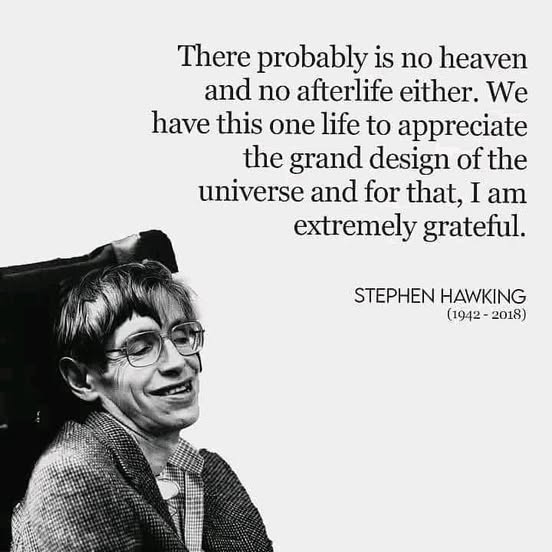 There probably is no heaven
and no afterlife either. We
have this one life to appreciate
the grand design of the
universe and for that, I am
extremely grateful.
STEPHEN HAWKING
(1942 - 2018)